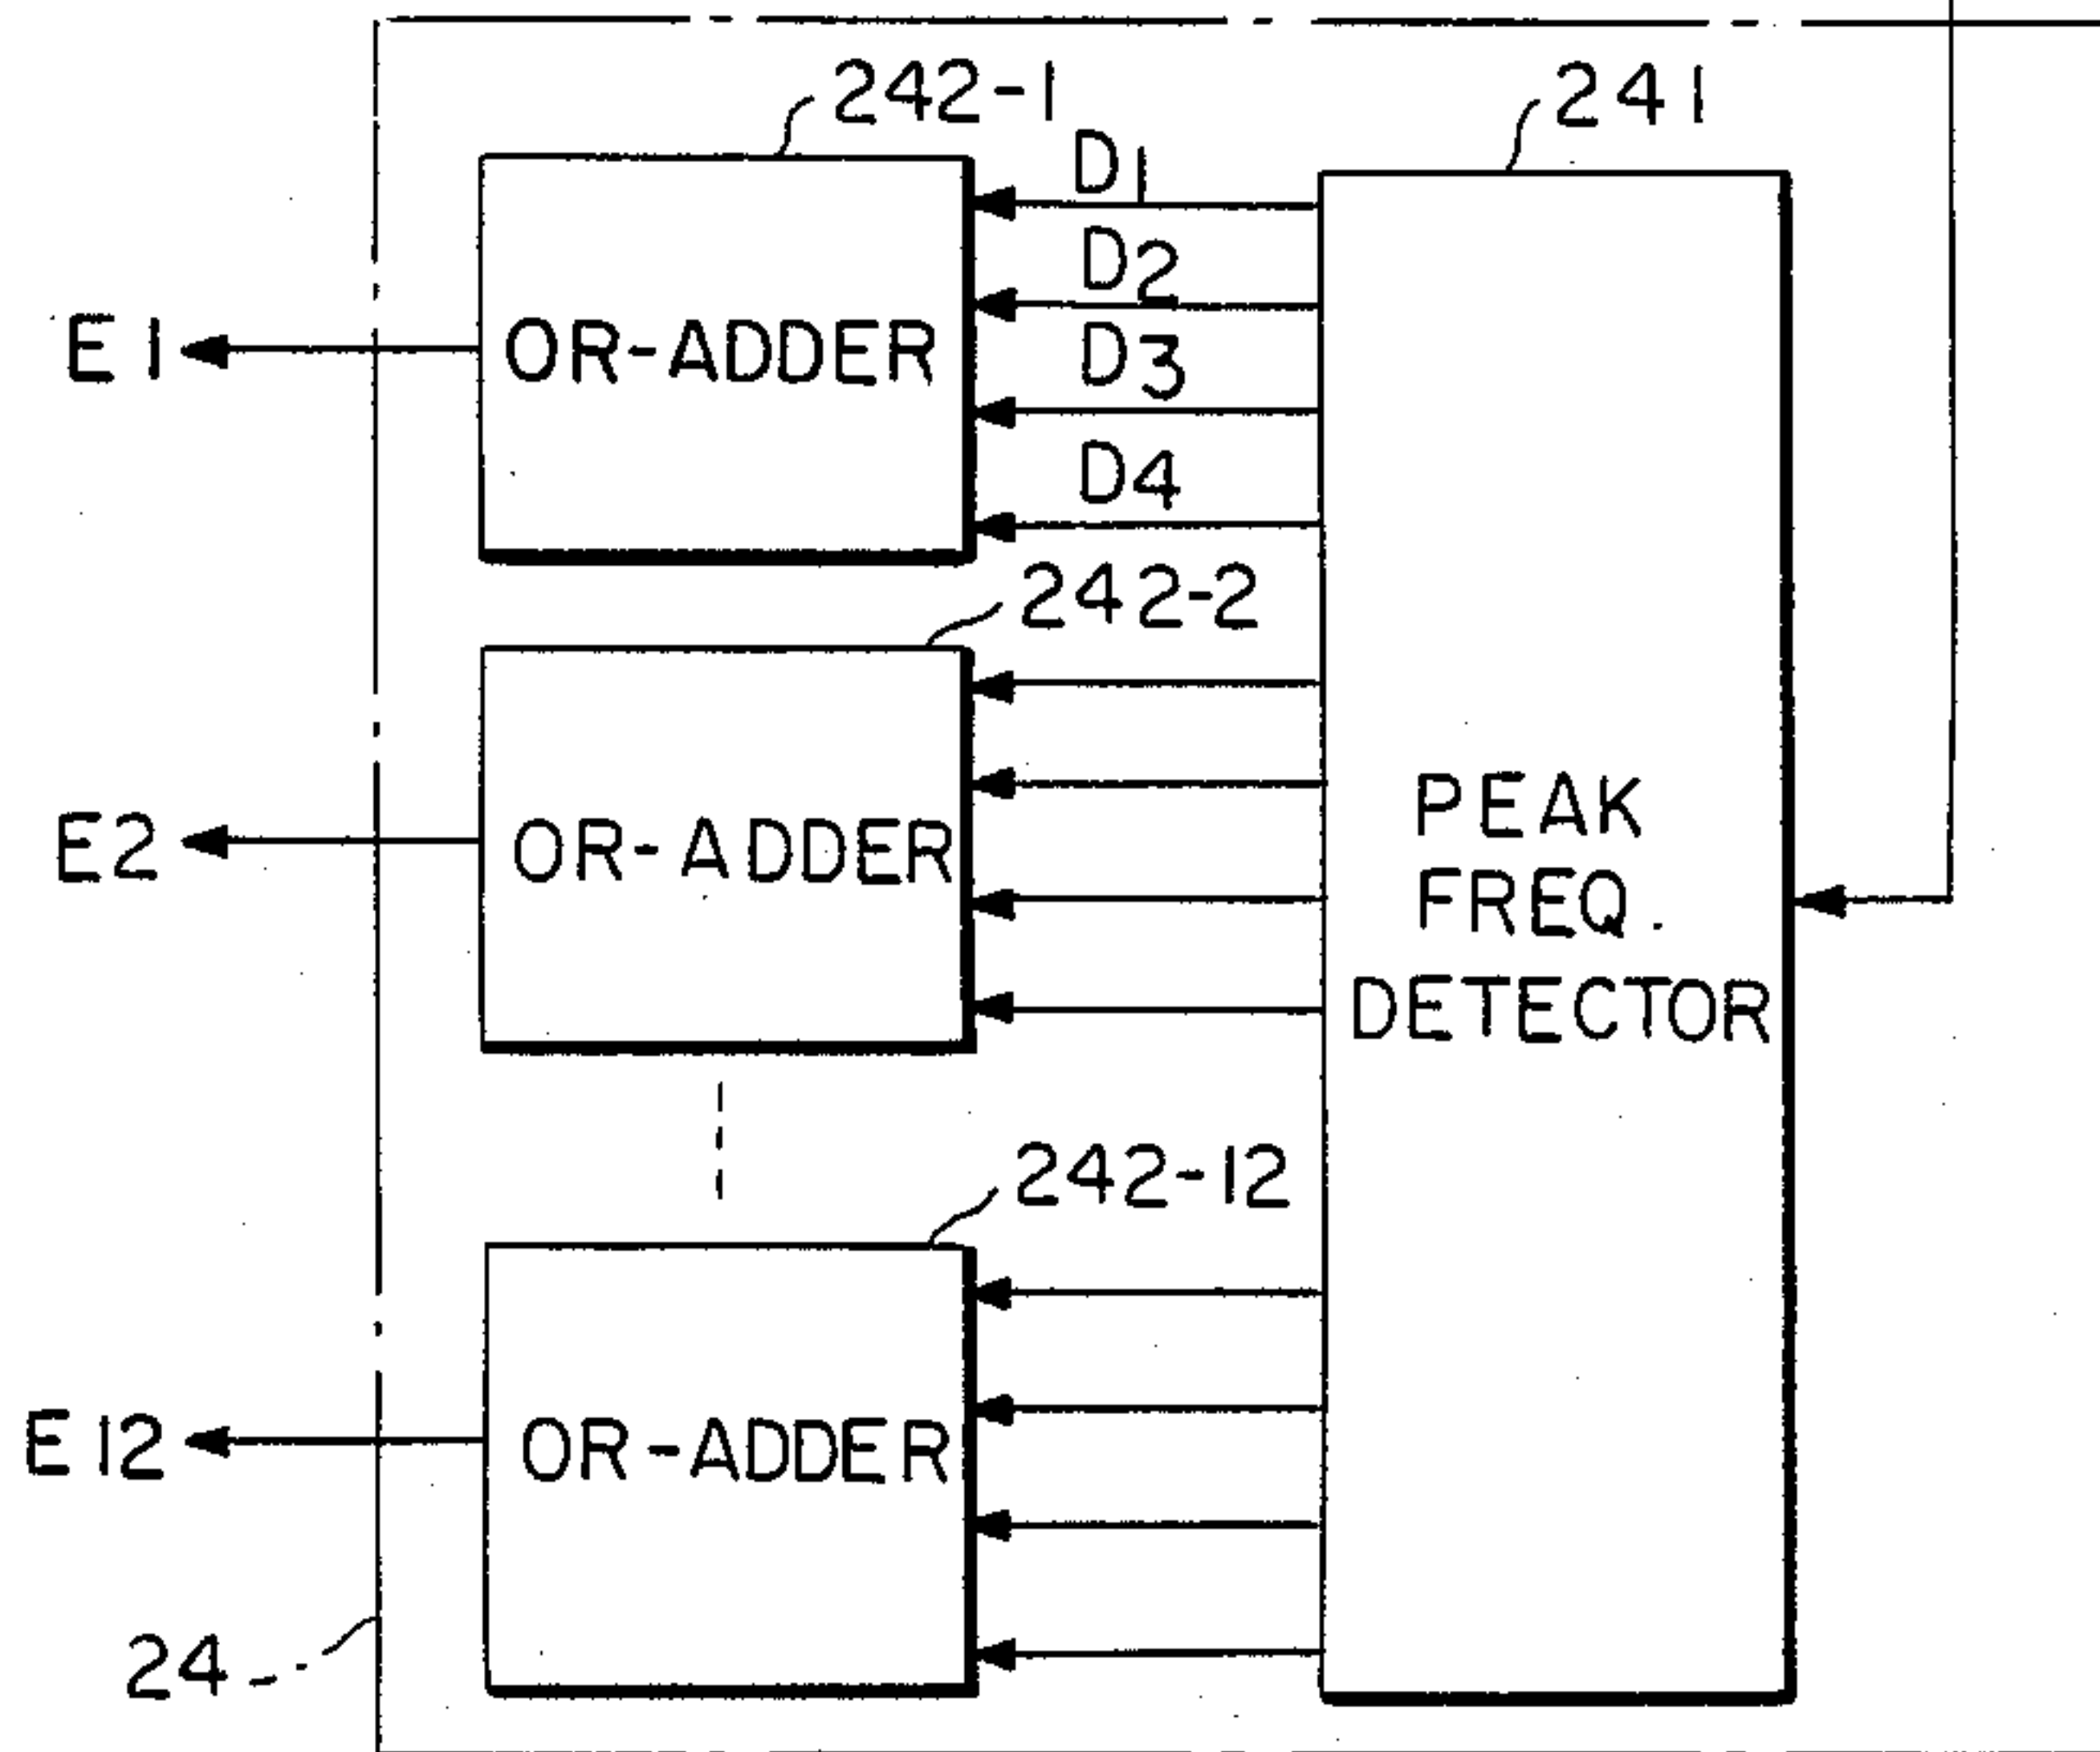 242-1
241
D1
D2
E1
OR-ADDER
D3
D4
242-2
E2
OR-ADDER
PEAK
FREQ.
DETECTOR
242-12
E12
OR-ADDER
24